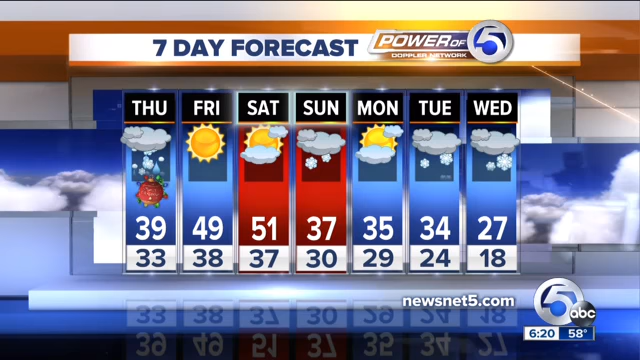 7 DAY FORECAST POWER OF 5
DOPPLER NETWORK
THU FRI SAT SUN MON TUE WED
39 49 51 37 35 34 27
33 38 37 30 29 24 18
newsnet5.com
5 abc
6:20 58°